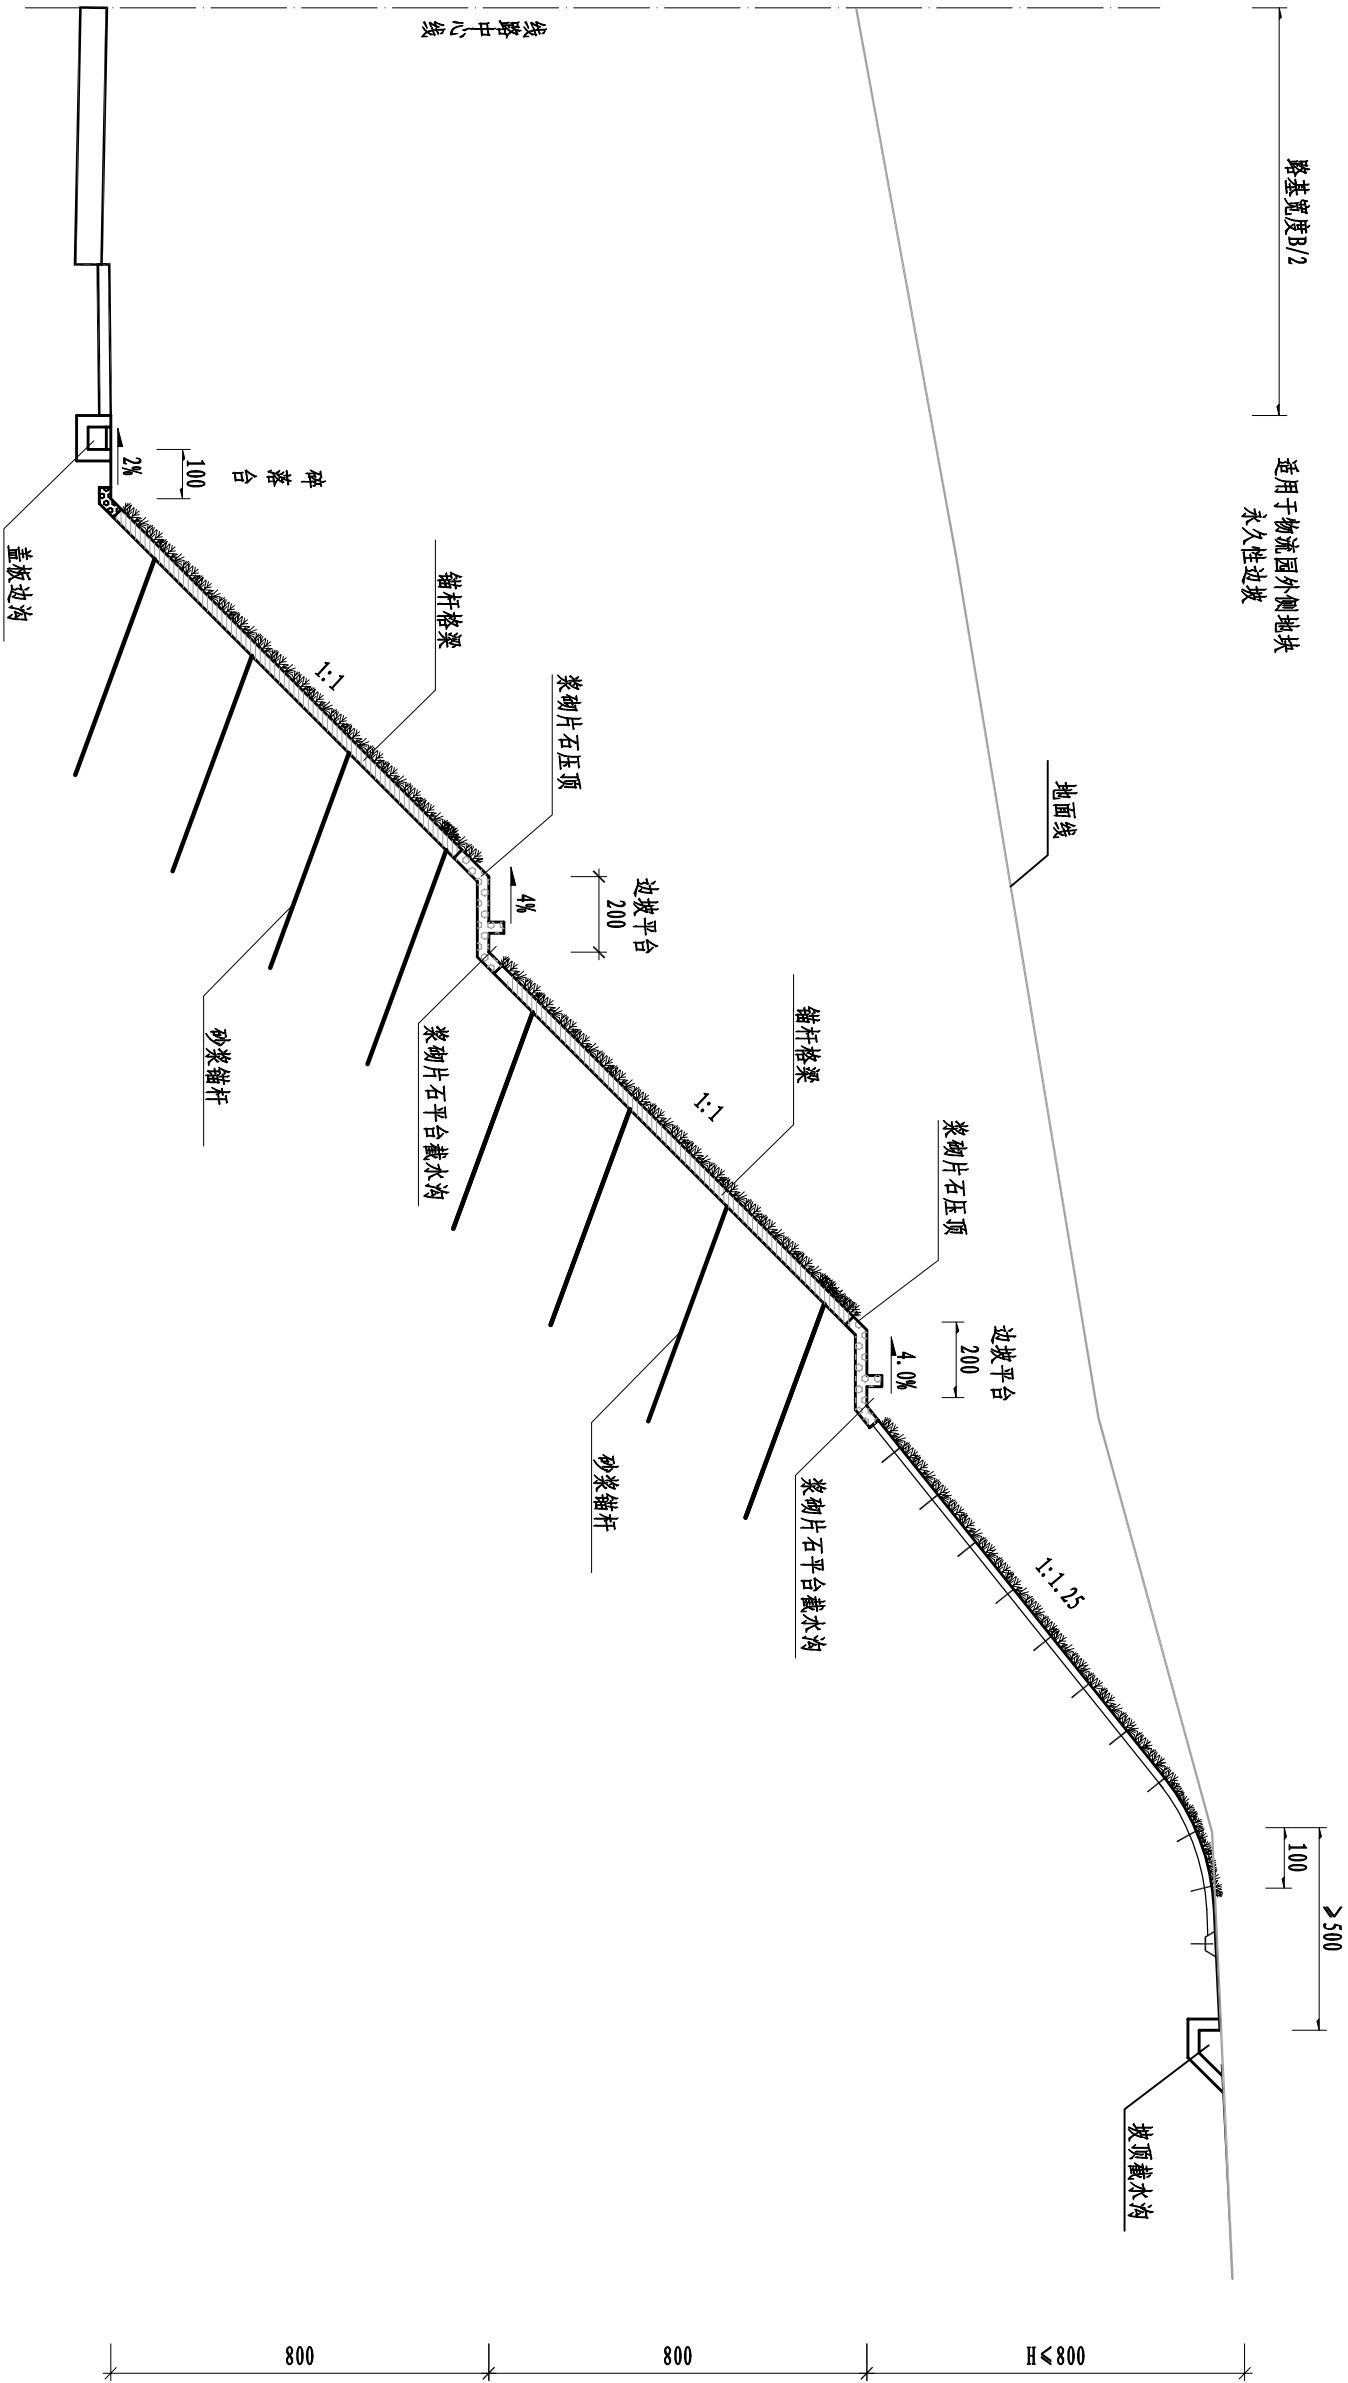 路基宽度B/2
适用于物流园外侧地块
永久性边坡
≥500
100
地面线
1:1.25
边坡平台
200
4.0%
浆砌片石压顶
坡顶截水沟
锚杆格梁
1:1
浆砌片石平台截水沟
边坡平台
200
4%
浆砌片石压顶
砂浆锚杆
线路中心线
锚杆格梁
1:1
浆砌片石平台截水沟
碎落台
100
2%
砂浆锚杆
盖板边沟
H≤800
800
800